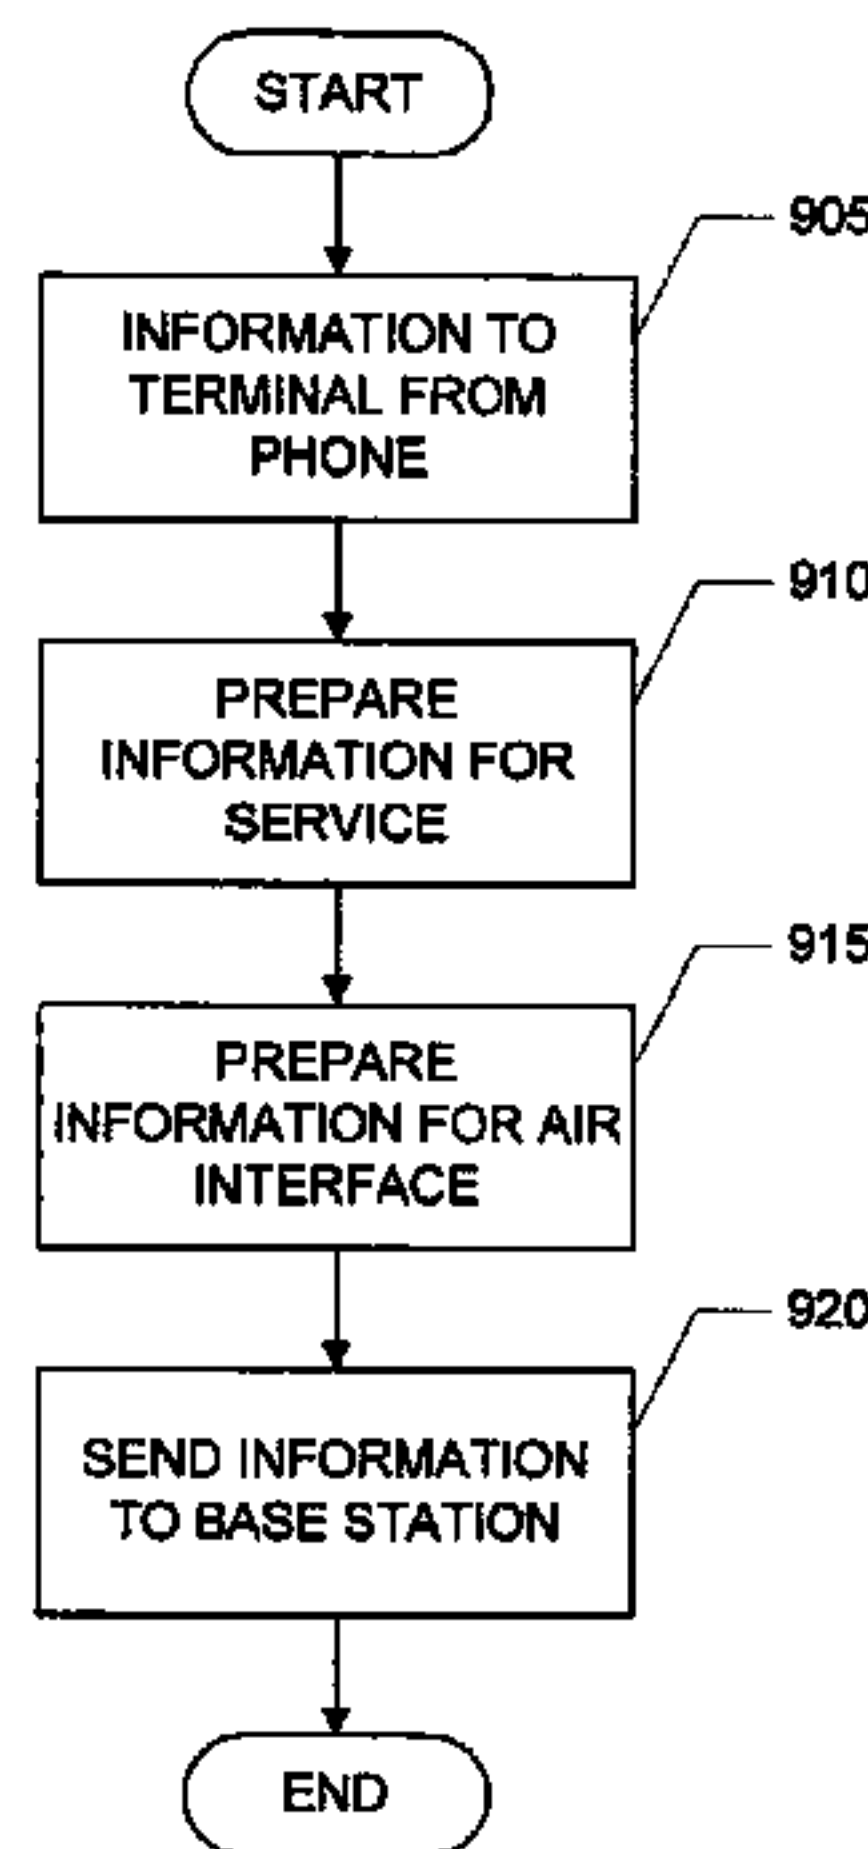 START
905
INFORMATION TO
TERMINAL FROM
PHONE
910
PREPARE
INFORMATION FOR
SERVICE
915
PREPARE
INFORMATION FOR AIR
INTERFACE
920
SEND INFORMATION
TO BASE STATION
END